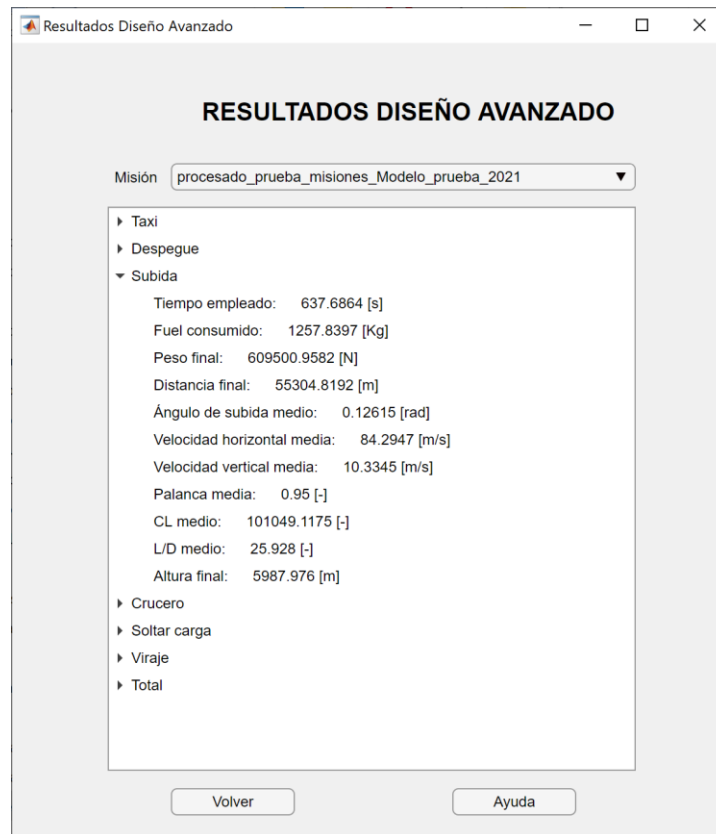 Resultados Diseño Avanzado
RESULTADOS DISEÑO AVANZADO
Misión procesado_prueba_misiones_Modelo_prueba_2021
Taxi
Despegue
Subida
Tiempo empleado: 637.6864 [s]
Fuel consumido: 1257.8397 [Kg]
Peso final: 609500.9582 [N]
Distancia final: 55304.8192 [m]
Ángulo de subida medio: 0.12615 [rad]
Velocidad horizontal media: 84.2947 [m/s]
Velocidad vertical media: 10.3345 [m/s]
Palanca media: 0.95 [-]
CL medio: 101049.1175 [-]
L/D medio: 25.928 [-]
Altura final: 5987.976 [m]
Crucero
Soltar carga
Viraje
Total
Volver Ayuda